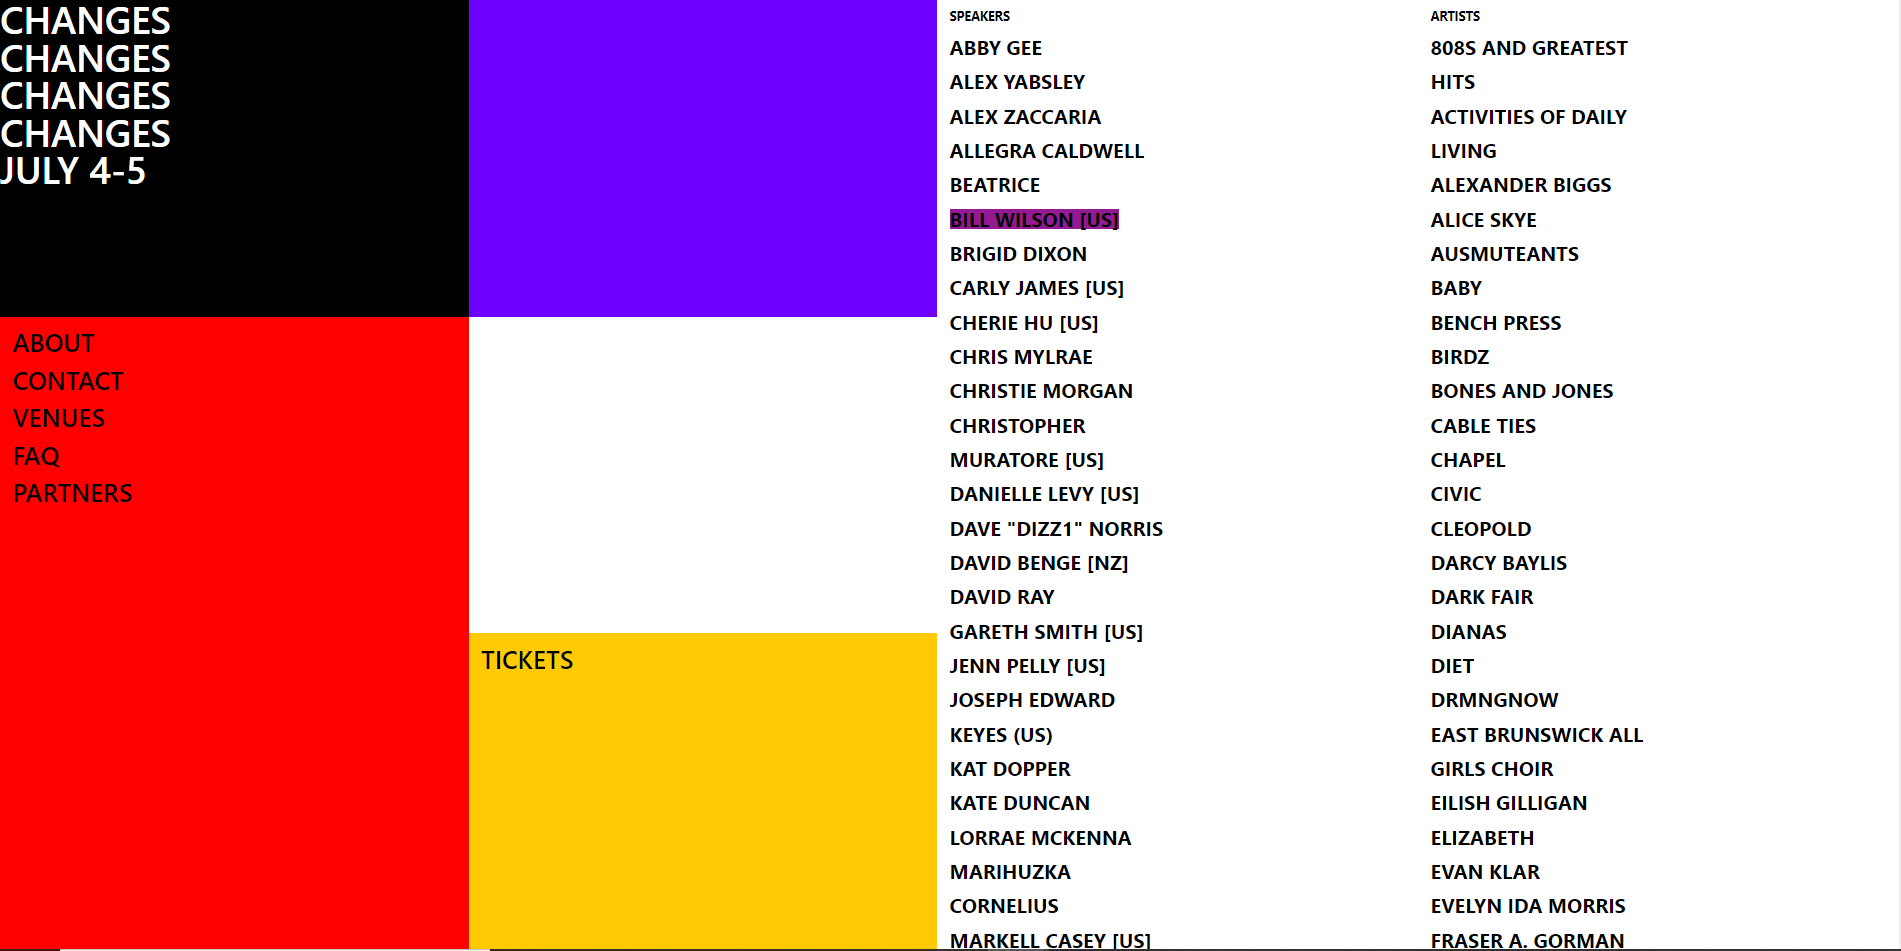 CHANGES
CHANGES
CHANGES
CHANGES
JULY 4-5
ABOUT
CONTACT
VENUES
FAQ
PARTNERS
TICKETS
SPEAKERS
ABBY GEE
ALEX YABSLEY
ALEX ZACCARIA
ALLEGRA CALDWELL
BEATRICE
BILL WILSON [US]
BRIGID DIXON
CARLY JAMES [US]
CHERIE HU [US]
CHRIS MYLRAE
CHRISTIE MORGAN
CHRISTOPHER
MURATORE [US]
DANIELLE LEVY [US]
DAVE "DIZZ1" NORRIS
DAVID BENGE [NZ]
DAVID RAY
GARETH SMITH [US]
JENN PELLY [US]
JOSEPH EDWARD
KEYES (US)
KAT DOPPER
KATE DUNCAN
LORRAE MCKENNA
MARIHUZKA
CORNELIUS
MARKELL CASEY [US]
ARTISTS
808S AND GREATEST
HITS
ACTIVITIES OF DAILY
LIVING
ALEXANDER BIGGS
ALICE SKYE
AUSMUTEANTS
BABY
BENCH PRESS
BIRDZ
BONES AND JONES
CABLE TIES
CHAPEL
CIVIC
CLEOPOLD
DARCY BAYLIS
DARK FAIR
DIANAS
DIET
DRMNGNOW
EAST BRUNSWICK ALL
GIRLS CHOIR
EILISH GILLIGAN
ELIZABETH
EVAN KLAR
EVELYN IDA MORRIS
FRASER A. GORMAN